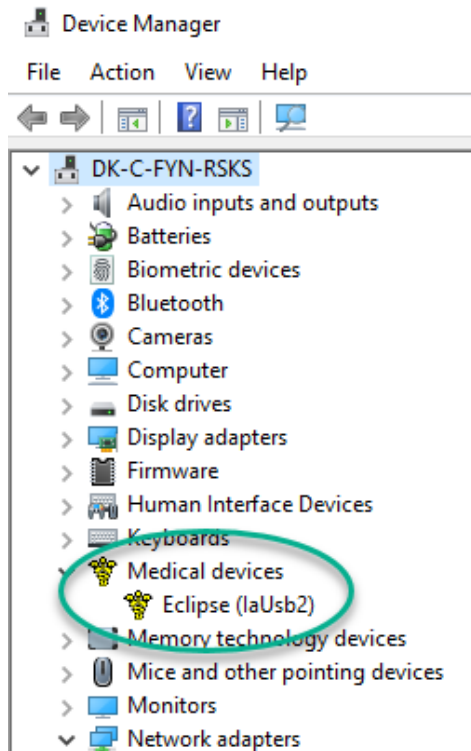 Device Manager
File Action View Help
DK-C-FYN-RSKS
Audio inputs and outputs
Batteries
Biometric devices
Bluetooth
Cameras
Computer
Disk drives
Display adapters
Firmware
Human Interface Devices
Keyboards
Medical devices
Eclipse (IaUsb2)
Memory technology devices
Mice and other pointing devices
Monitors
Network adapters